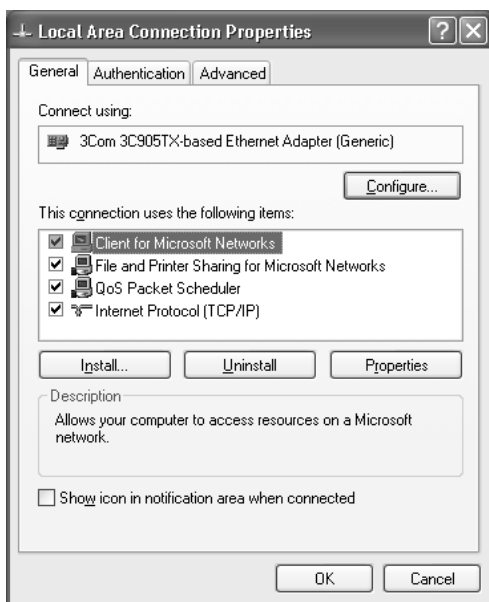 Local Area Connection Properties
General Authentication Advanced
Connect using:
3Com 3C905TX-based Ethernet Adapter (Generic)
Configure...
This connection uses the following items:
Client for Microsoft Networks
File and Printer Sharing for Microsoft Networks
QoS Packet Scheduler
Internet Protocol (TCP/IP)
Install... Uninstall Properties
Description
Allows your computer to access resources on a Microsoft
network.
Show icon in notification area when connected
OK Cancel